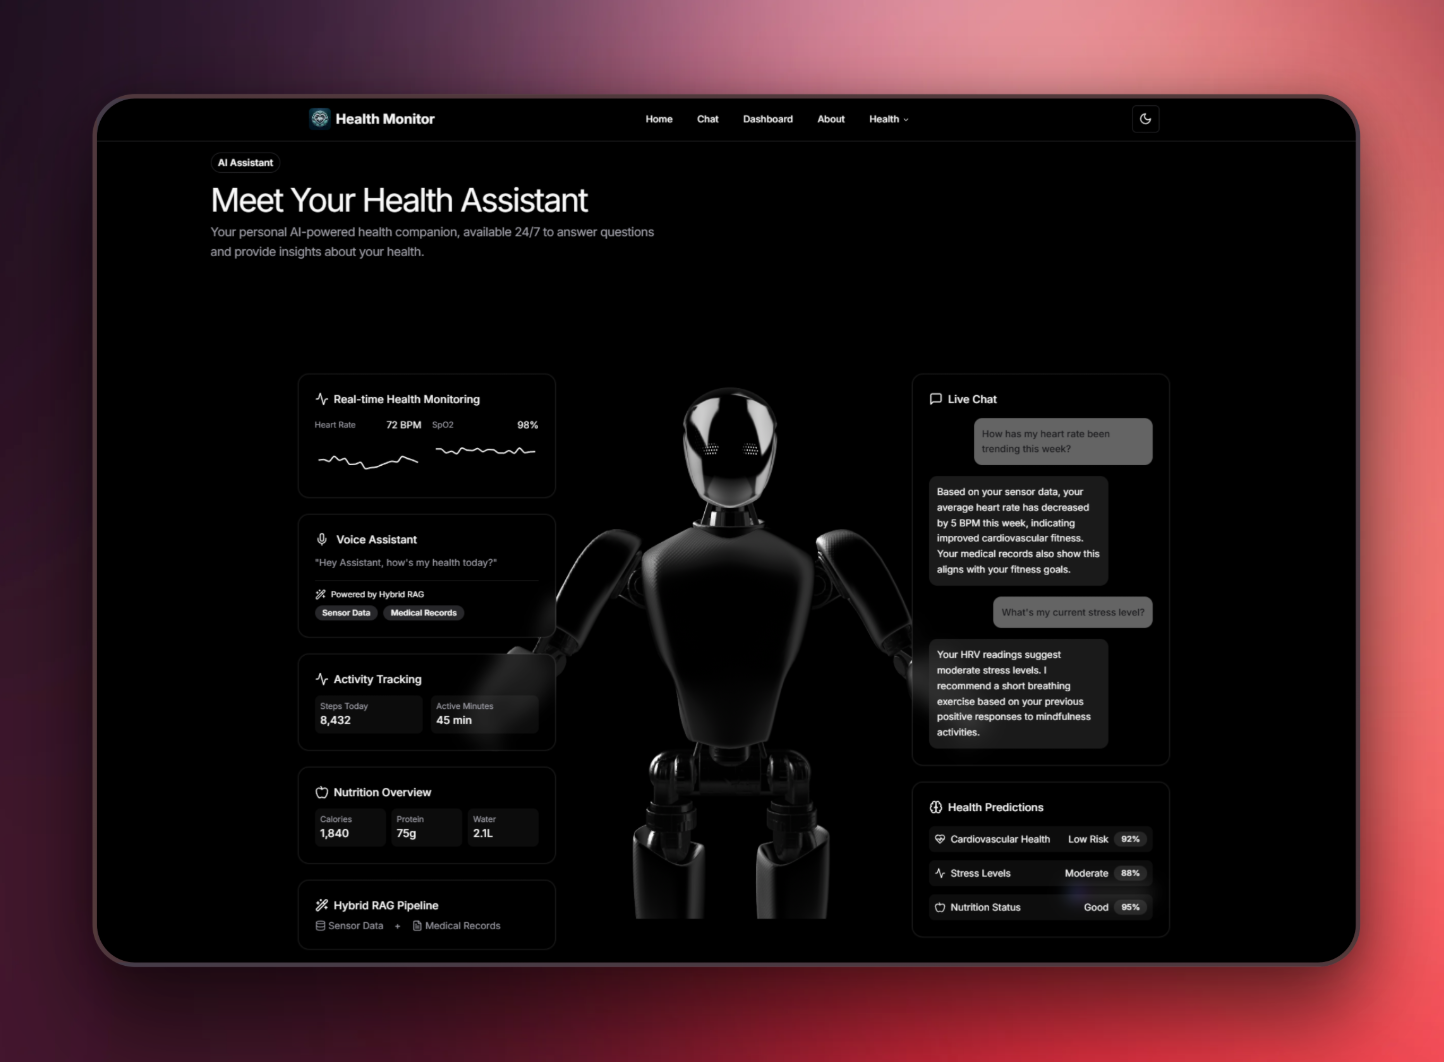 Health Monitor
Home
Chat
Dashboard
About
Health
AI Assistant
Meet Your Health Assistant
Your personal AI-powered health companion, available 24/7 to answer questions
and provide insights about your health.
Real-time Health Monitoring
Heart Rate 72 BPM SpO2 98%
Voice Assistant
"Hey Assistant, how's my health today?"
Powered by Hybrid RAG
Sensor Data Medical Records
Activity Tracking
Steps Today
8,432
Active Minutes
45 min
Nutrition Overview
Calories
1,840
Protein
75g
Water
2.1L
Hybrid RAG Pipeline
Sensor Data + Medical Records
Live Chat
How has my heart rate been
trending this week?
Based on your sensor data, your
average heart rate has decreased
by 5 BPM this week, indicating
improved cardiovascular fitness.
Your medical records also show this
aligns with your fitness goals.
What's my current stress level?
Your HRV readings suggest
moderate stress levels. I
recommend a short breathing
exercise based on your previous
positive responses to mindfulness
activities.
Health Predictions
Cardiovascular Health Low Risk 92%
Stress Levels Moderate 88%
Nutrition Status Good 95%